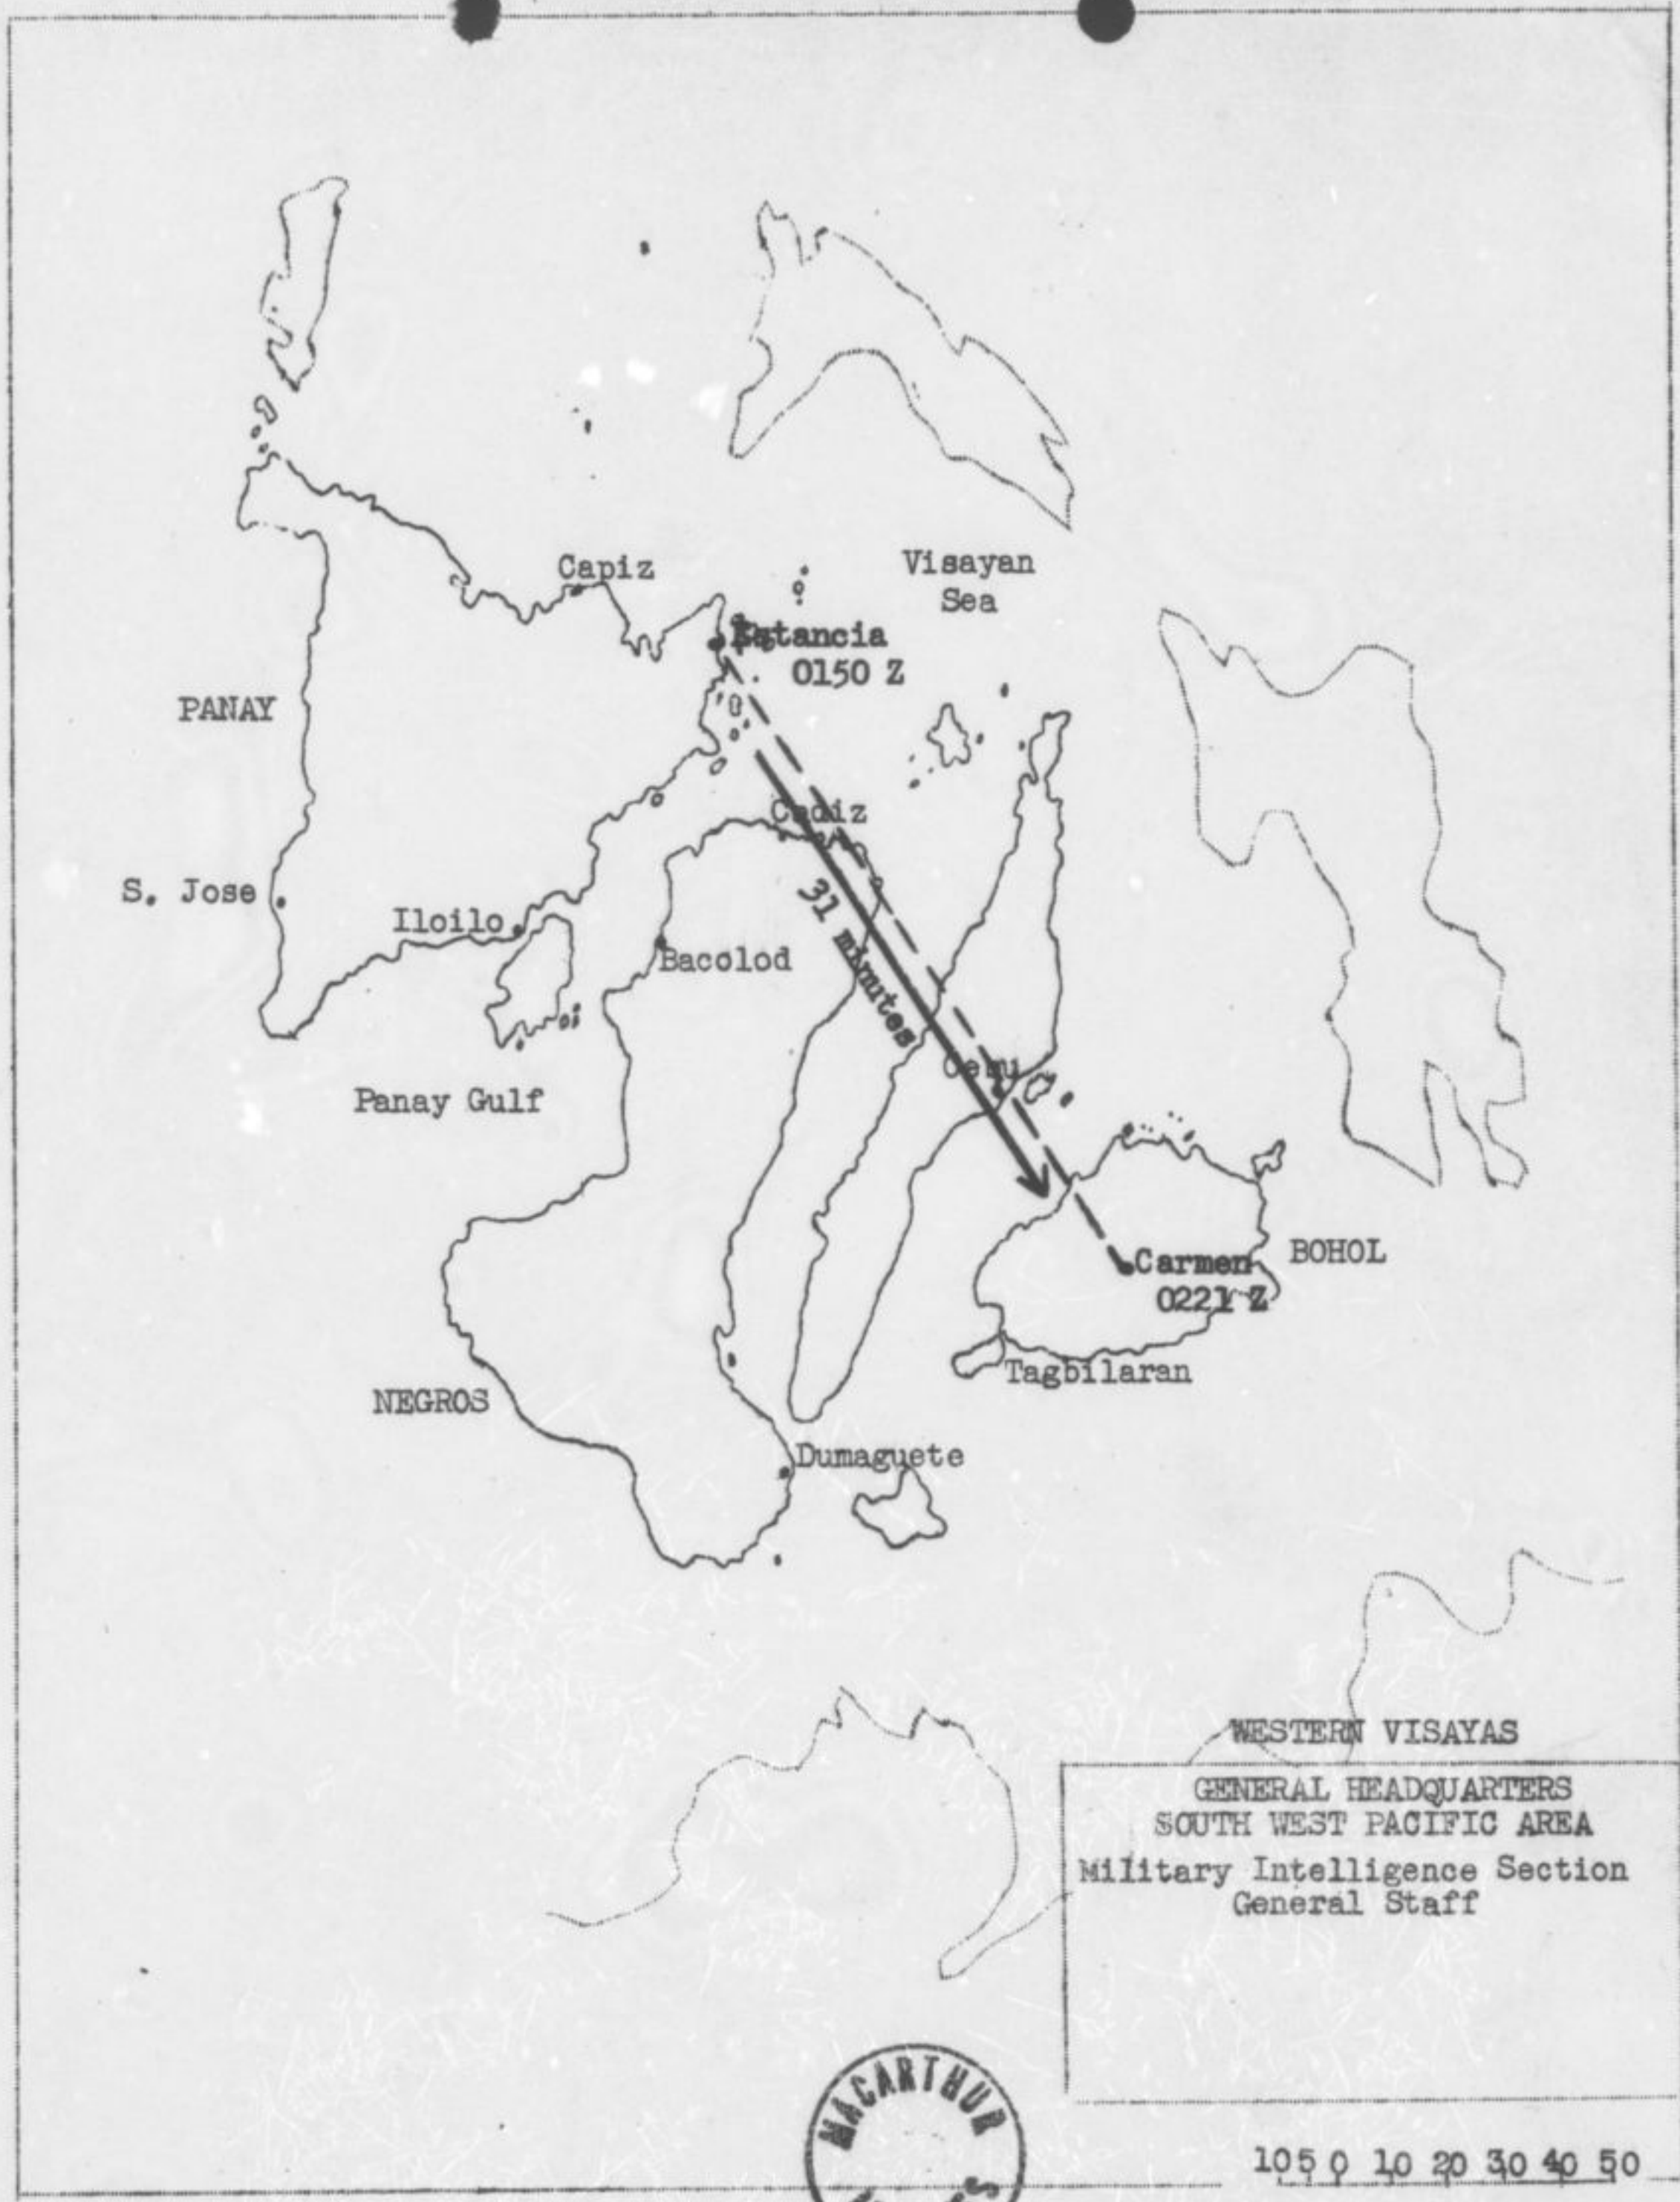 Capiz
Visayan
Sea
Estancia
0150 Z
PANAY
Cadiz
S. Jose
Iloilo
31 minutes
Bacolod
Cebu
Panay Gulf
BOHOL
Carmen
0221 Z
Tagbilaran
NEGROS
Dumaguete
WESTERN VISAYAS
GENERAL HEADQUARTERS
SOUTH WEST PACIFIC AREA
Military Intelligence Section
General Staff
MACARTHUR
10 5 0 10 20 30 40 50